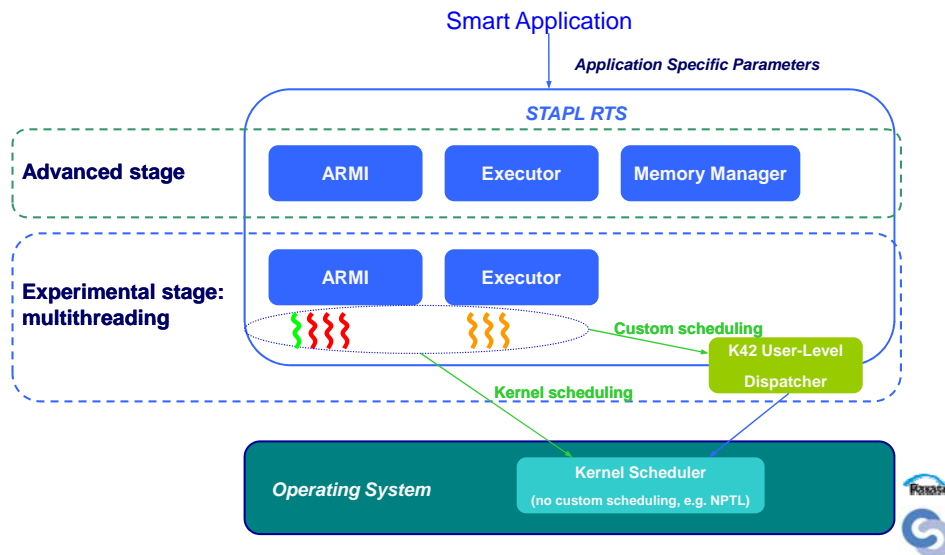 Smart Application
Application Specific Parameters
STAPL RTS
Advanced stage
ARMI
Executor
Memory Manager
ARMI
Executor
Experimental stage:
multithreading
Custom scheduling
K42 User-Level
Dispatcher
Kernel scheduling
Operating System
Kernel Scheduler
(no custom scheduling, e.g. NPTL)